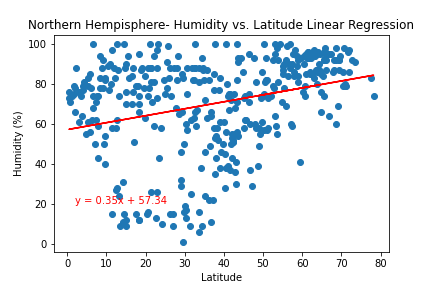 Northern Hempisphere- Humidity vs. Latitude Linear Regression
100
80
60
40
20
0
Humidity (%)
y = 0.35x + 57.34
0 10 20 30 40 50 60 70 80
Latitude